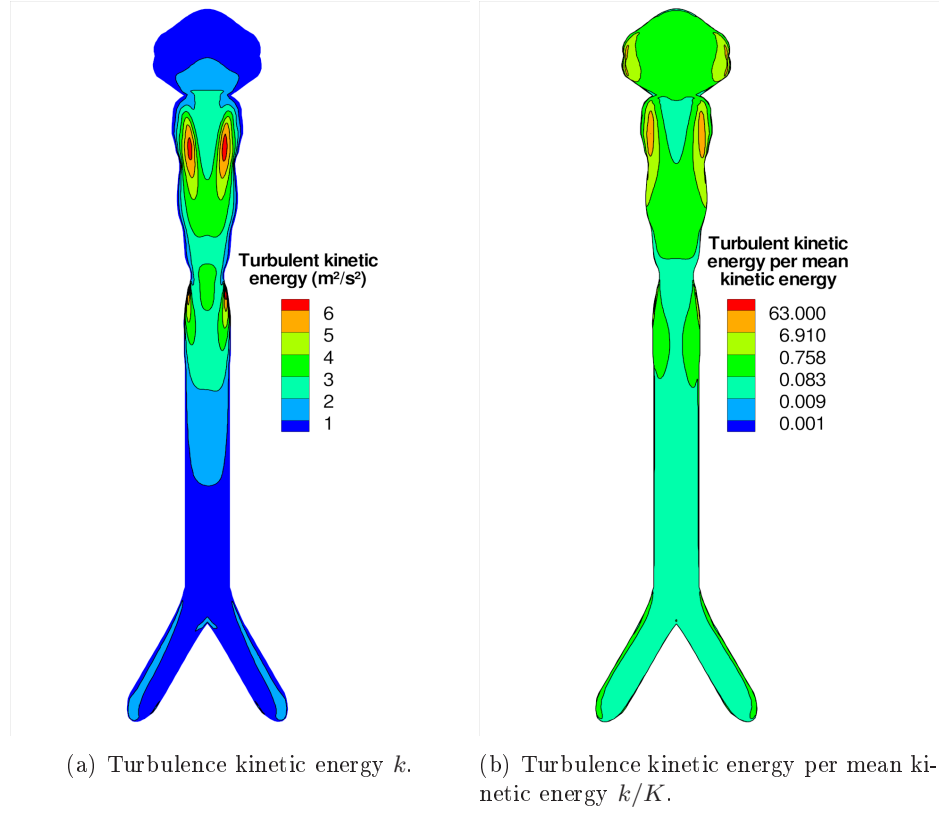 Turbulent kinetic
energy (m²/s²)
6
5
4
3
2
1
Turbulent kinetic
energy per mean
kinetic energy
63.000
6.910
0.758
0.083
0.009
0.001
(a) Turbulence kinetic energy k.
(b) Turbulence kinetic energy per mean ki-
netic energy k/K.